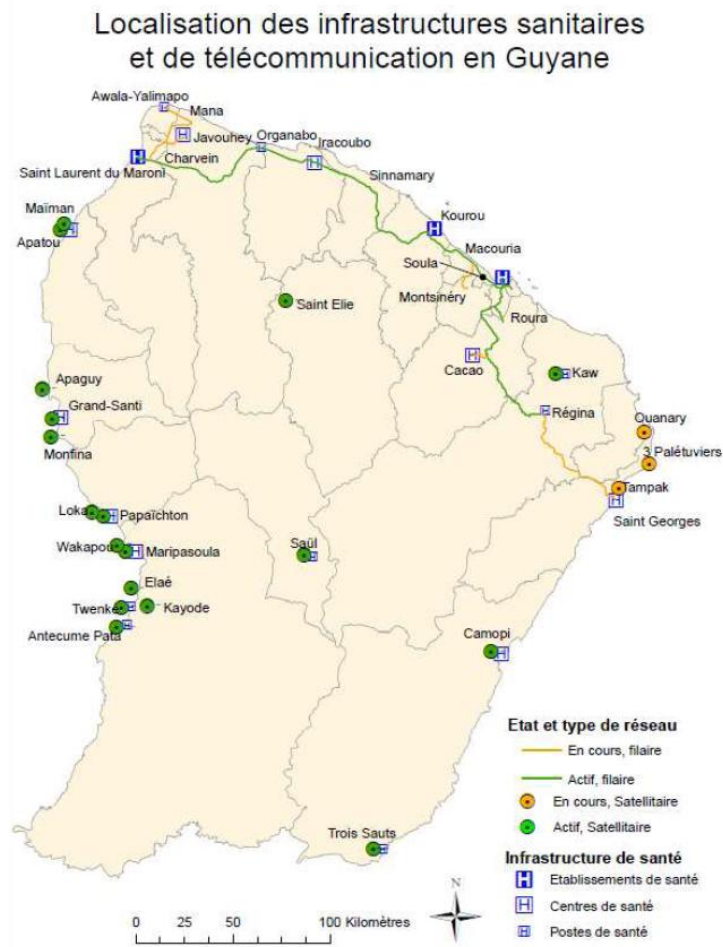 Localisation des infrastructures sanitaires
et de télécommunication en Guyane
Awala-Yalimapo
Mana
Javouhey
Organabo
Iracoubo
Charvein
Saint Laurent du Maroni
Sinnamary
Maïman
Apatou
Kourou
Macouria
Soula
Montsinéry
Saint Elie
Roura
Cacao
Kaw
Apaguy
Grand-Santi
Régina
Ouanary
Monfina
3 Palétuviers
Tampak
Loka
Papaïchton
Saint Georges
Wakapou
Maripasoula
Saül
Elaé
Twenke
Kayode
Antecume Pata
Camopi
Trois Sauts
Etat et type de réseau
En cours, filaire
Actif, filaire
En cours, Satellitaire
Actif, Satellitaire
Infrastructure de santé
H Etablissements de santé
H Centres de santé
H Postes de santé
N
0 25 50 100 Kilomètres